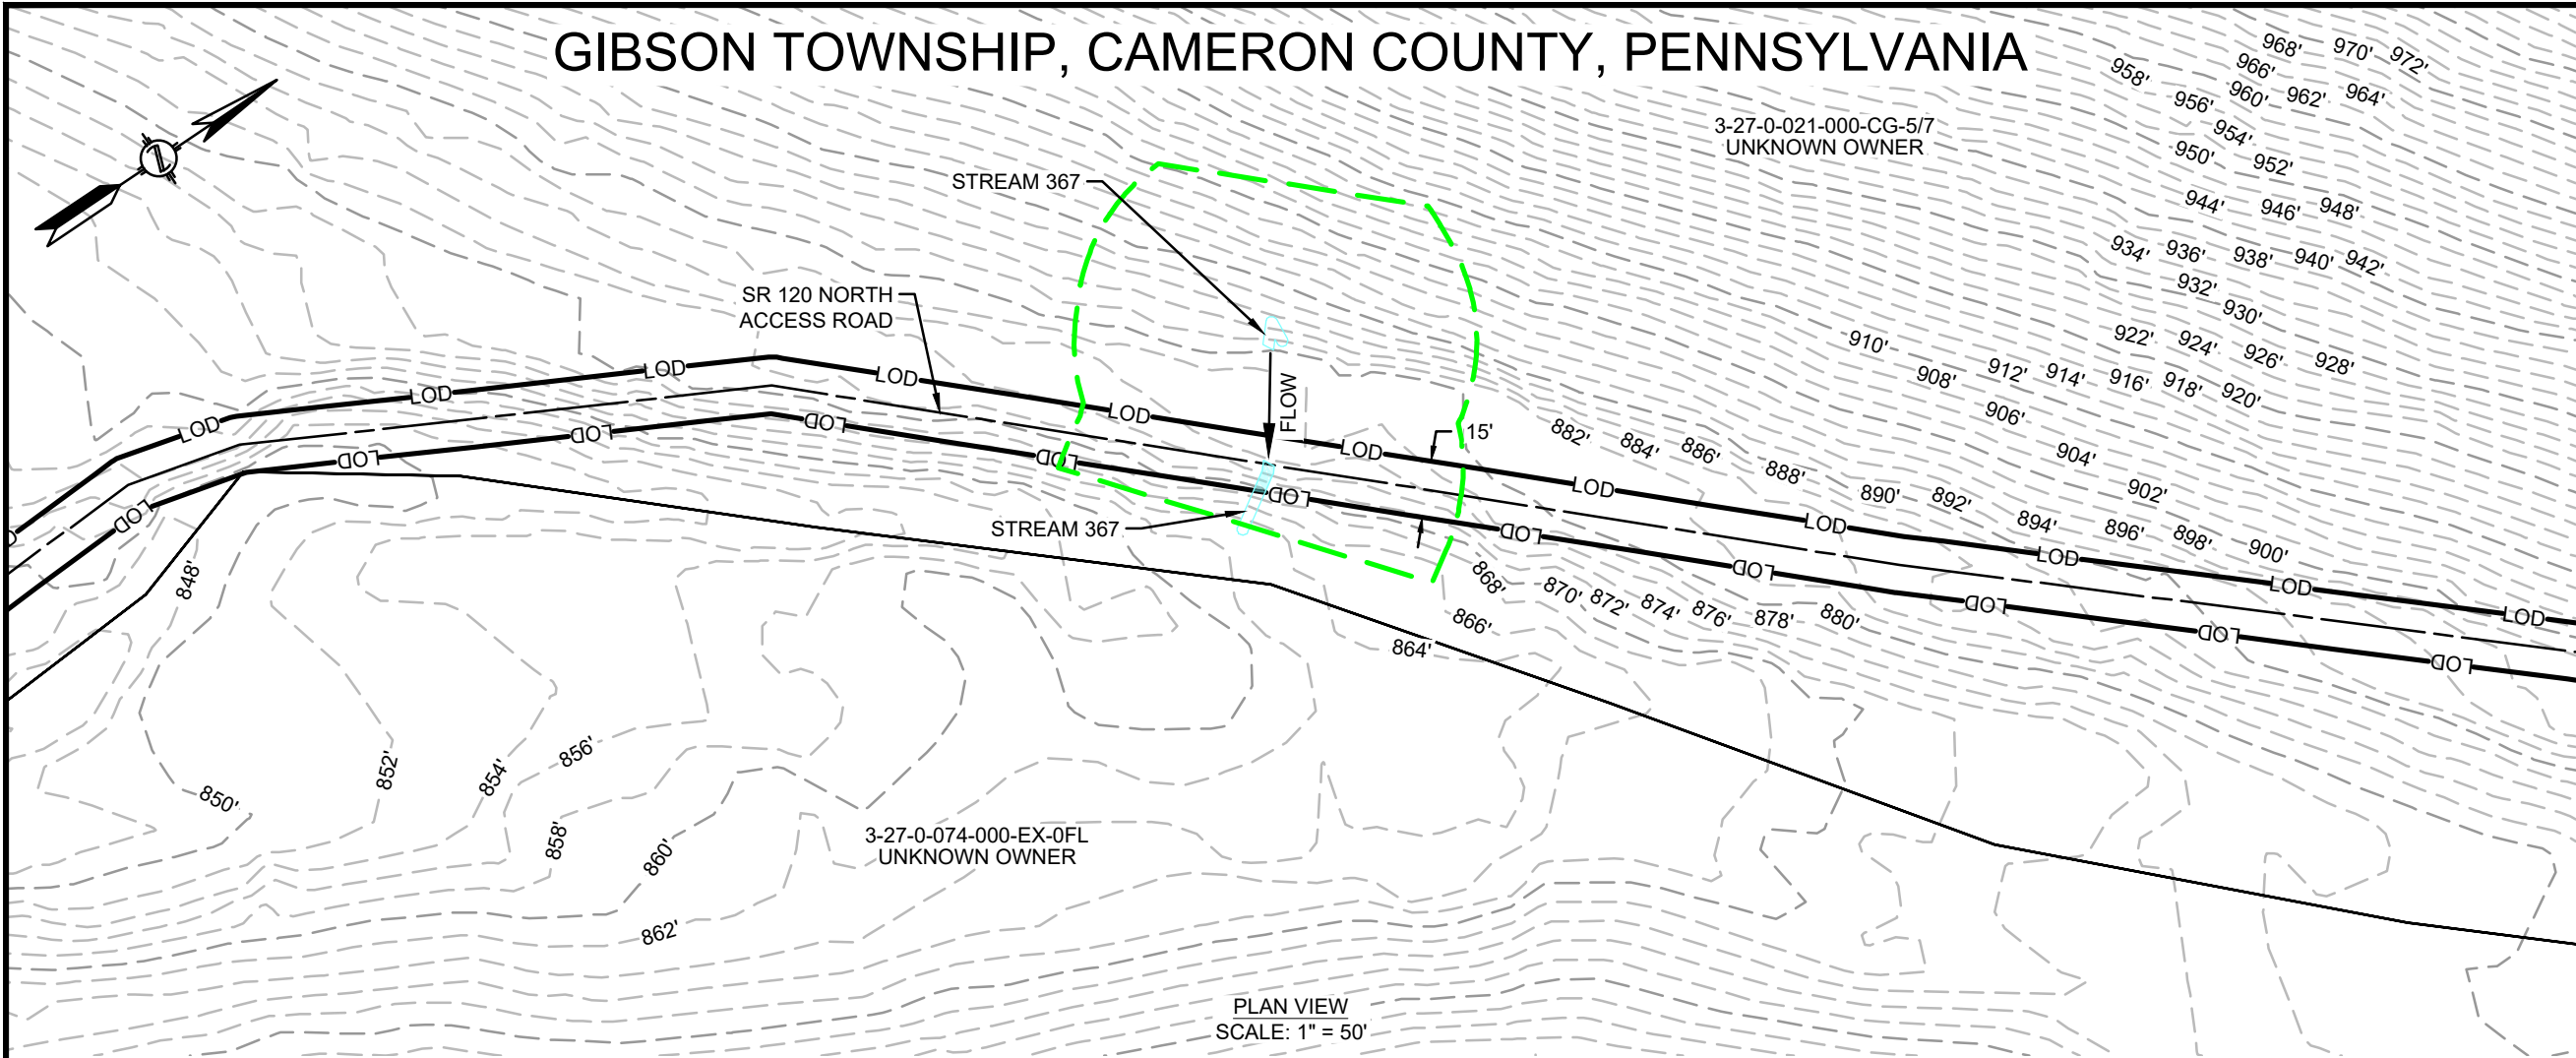 GIBSON TOWNSHIP, CAMERON COUNTY, PENNSYLVANIA
968' 970' 972'
958' 966'
956' 960' 962' 964'
954'
950' 952'
944' 946' 948'
934' 936' 938' 940' 942'
932'
930'
922' 924' 926' 928'
910' 912' 914' 916' 918' 920'
908'
906'
904'
902'
882' 884' 886' 888' 890' 892' 894' 896' 898' 900'
3-27-0-021-000-CG-5/7
UNKNOWN OWNER
STREAM 367
SR 120 NORTH
ACCESS ROAD
FLOW
15'
LOD LOD LOD LOD LOD LOD LOD LOD LOD LOD LOD
LOD LOD LOD LOD LOD LOD LOD LOD LOD LOD LOD
STREAM 367
868' 870' 872' 874' 876' 878' 880'
866'
864'
848'
850' 852' 854' 856'
858' 860'
862'
3-27-0-074-000-EX-0FL
UNKNOWN OWNER
PLAN VIEW
SCALE: 1" = 50'